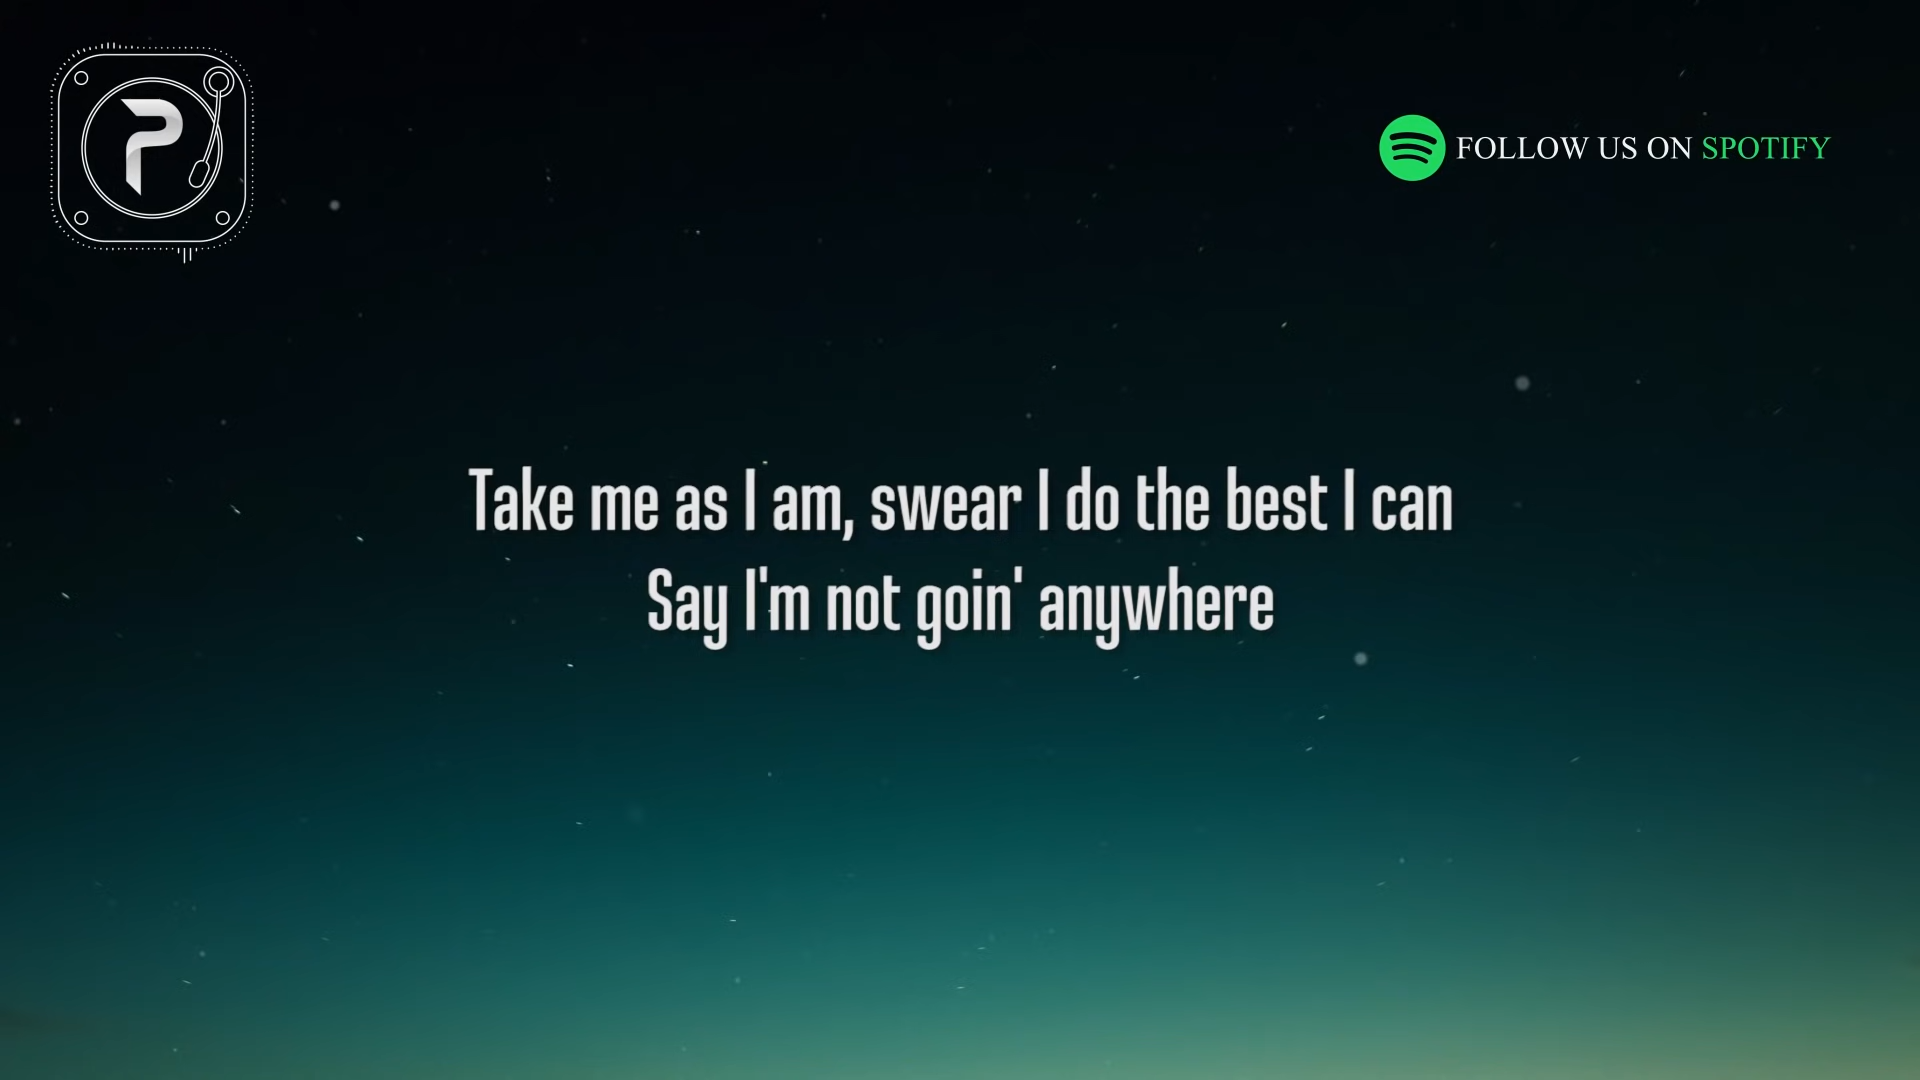 P
FOLLOW US ON SPOTIFY
Take me as I am, swear I do the best I can
Say I'm not goin' anywhere